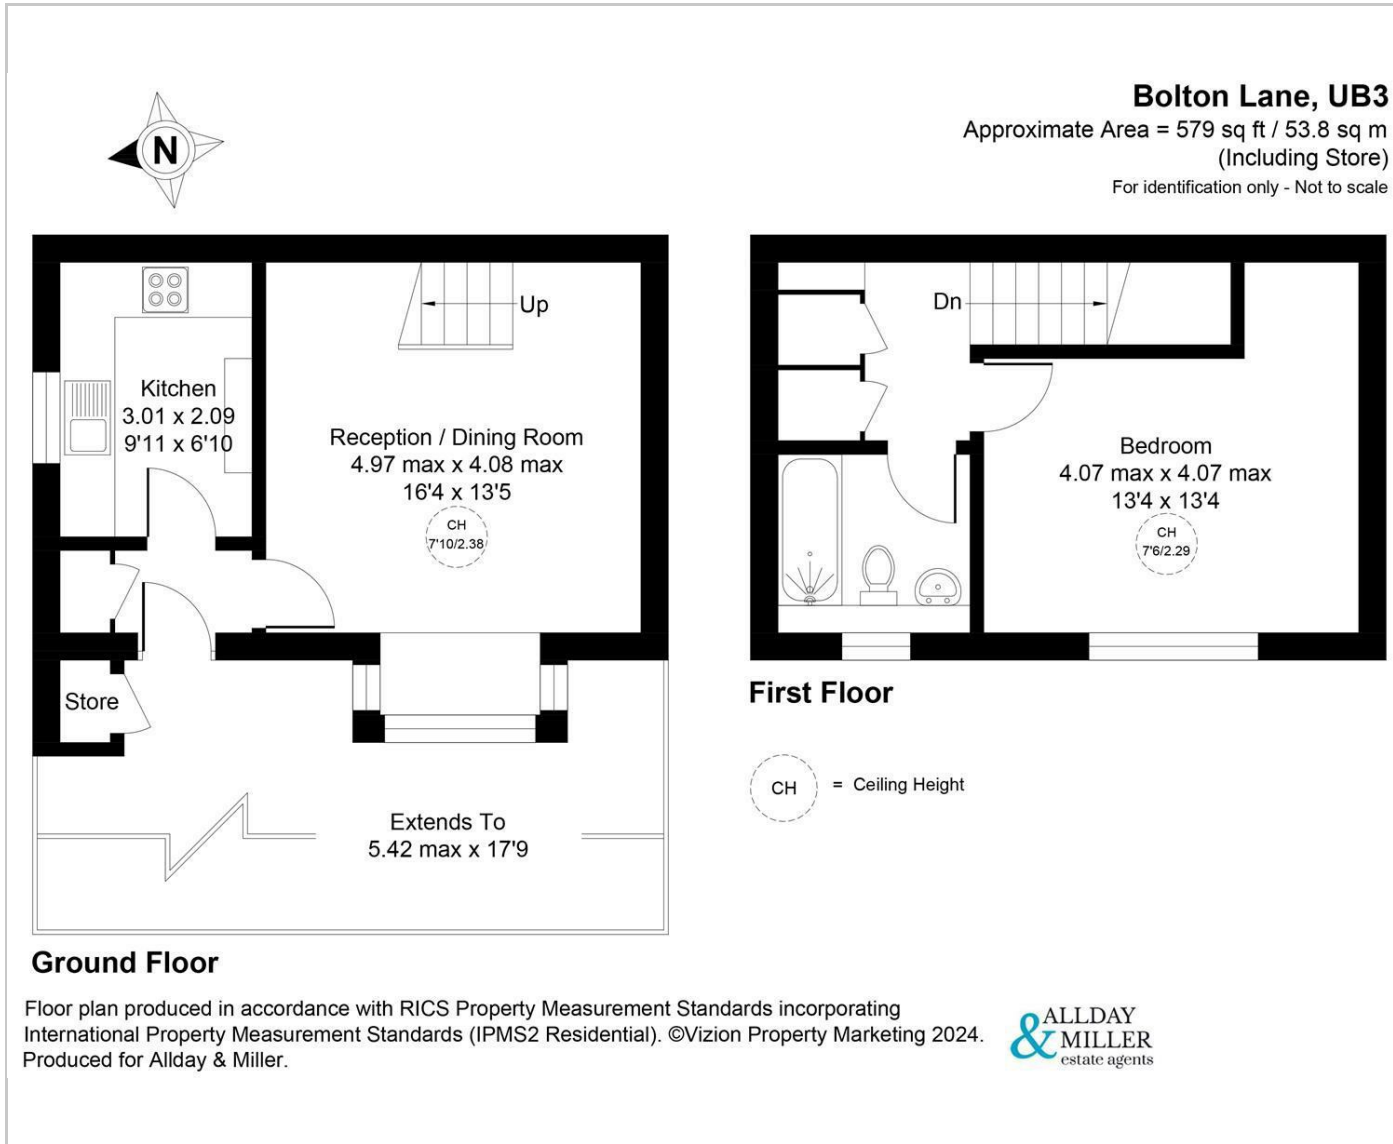 N
Bolton Lane, UB3
Approximate Area = 579 sq ft / 53.8 sq m
(Including Store)
For identification only - Not to scale
Up
Kitchen
3.01 x 2.09
9'11 x 6'10
Reception / Dining Room
4.97 max x 4.08 max
16'4 x 13'5
CH
7'10/2.38
Store
Extends To
5.42 max x 17'9
Ground Floor
Dn
Bedroom
4.07 max x 4.07 max
13'4 x 13'4
CH
7'6/2.29
First Floor
CH = Ceiling Height
Floor plan produced in accordance with RICS Property Measurement Standards incorporating
International Property Measurement Standards (IPMS2 Residential). ©Vizion Property Marketing 2024.
Produced for Allday & Miller.
ALLDAY
& MILLER
estate agents